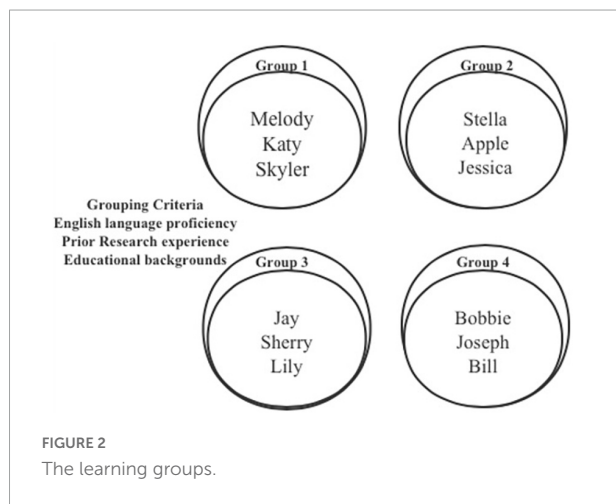 Group 1
Melody
Katy
Skyler
Group 2
Stella
Apple
Jessica
Grouping Criteria
English language proficiency
Prior Research experience
Educational backgrounds
Group 3
Jay
Sherry
Lily
Group 4
Bobbie
Joseph
Bill
FIGURE 2
The learning groups.